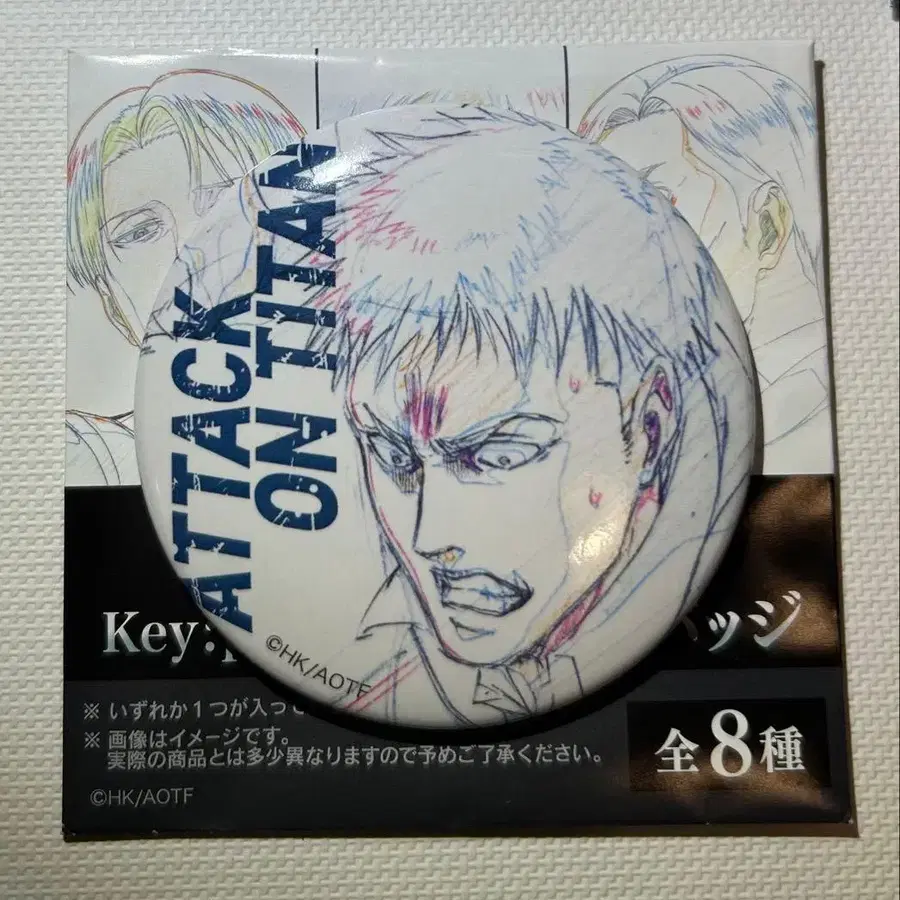 ATTACK
ON TITAN
©HK/AOTF
Key:
ッジ
※ いずれか1つが入って
※ 画像はイメージです。
実際の商品とは多少異なりますので予めご了承ください。
全8種
©HK/AOTF